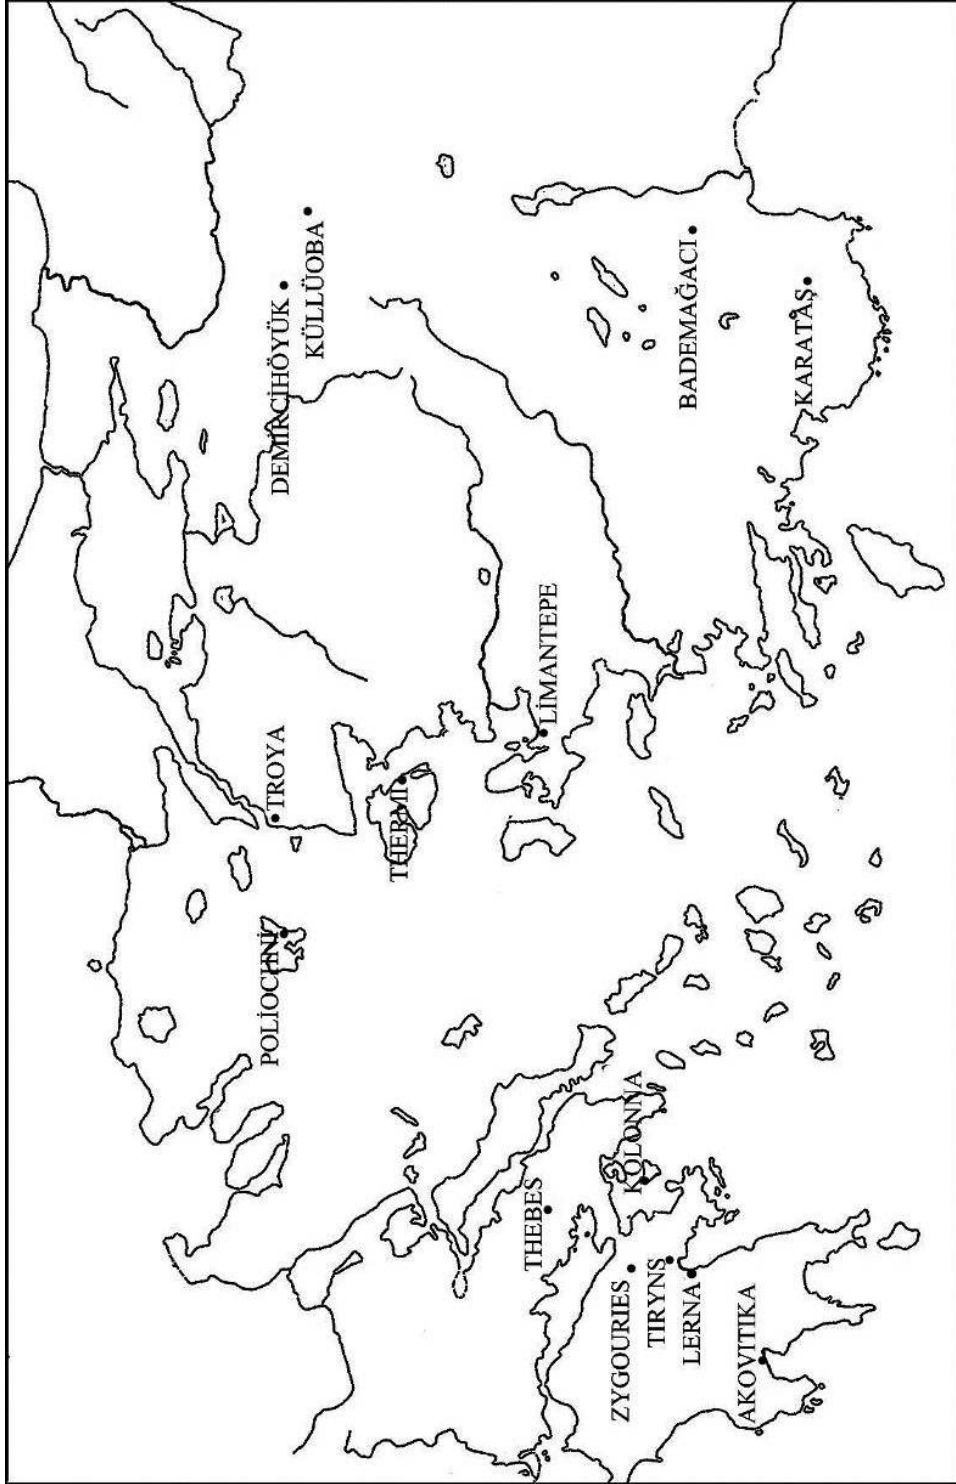 DEMİRCİHÖYÜK
KÜLLÜOBA
TROYA
POLİOCHNİ
THERMİ
LİMANTEPE
BADEMAĞACI
KARATAŞ
THEBES
KOLONNA
ZYGOURIES
TIRYNS
LERNA
AKOVITIKA